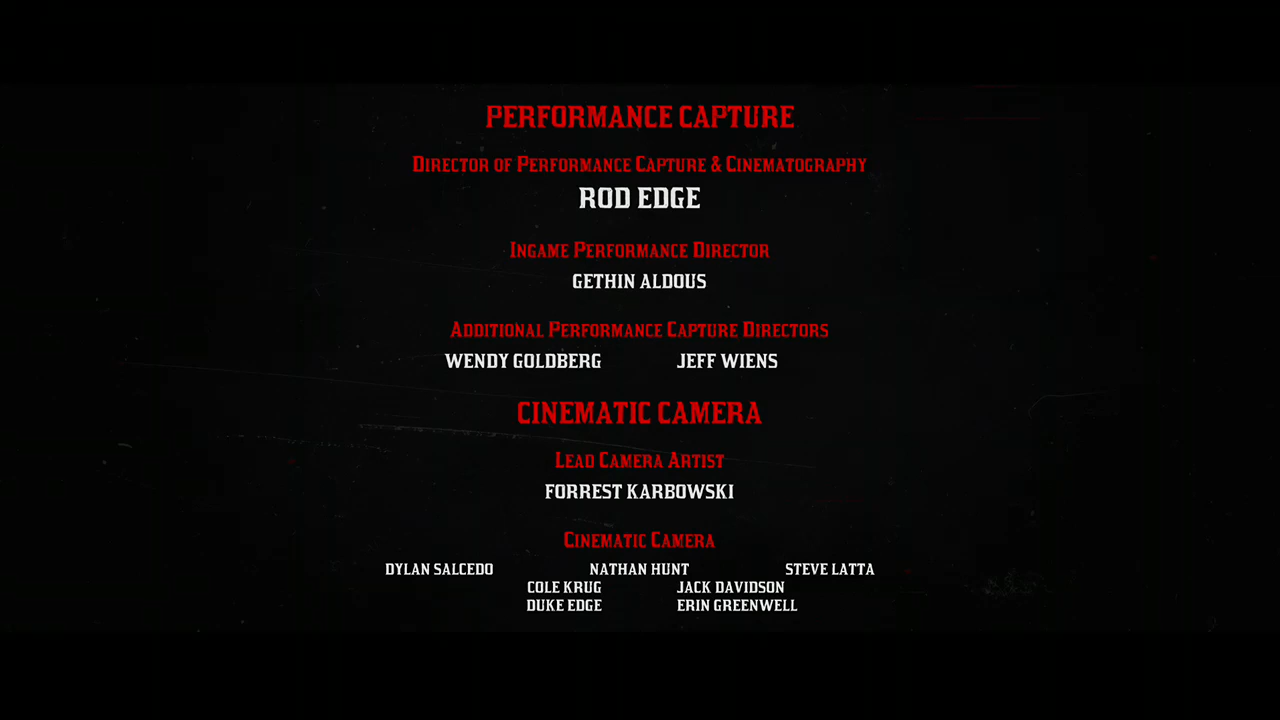 PERFORMANCE CAPTURE
DIRECTOR OF PERFORMANCE CAPTURE & CINEMATOGRAPHY
ROD EDGE
INGAME PERFORMANCE DIRECTOR
GETHIN ALDOUS
ADDITIONAL PERFORMANCE CAPTURE DIRECTORS
WENDY GOLDBERG JEFF WIENS
CINEMATIC CAMERA
LEAD CAMERA ARTIST
FORREST KARBOWSKI
CINEMATIC CAMERA
DYLAN SALCEDO NATHAN HUNT STEVE LATTA
COLE KRUG JACK DAVIDSON
DUKE EDGE ERIN GREENWELL